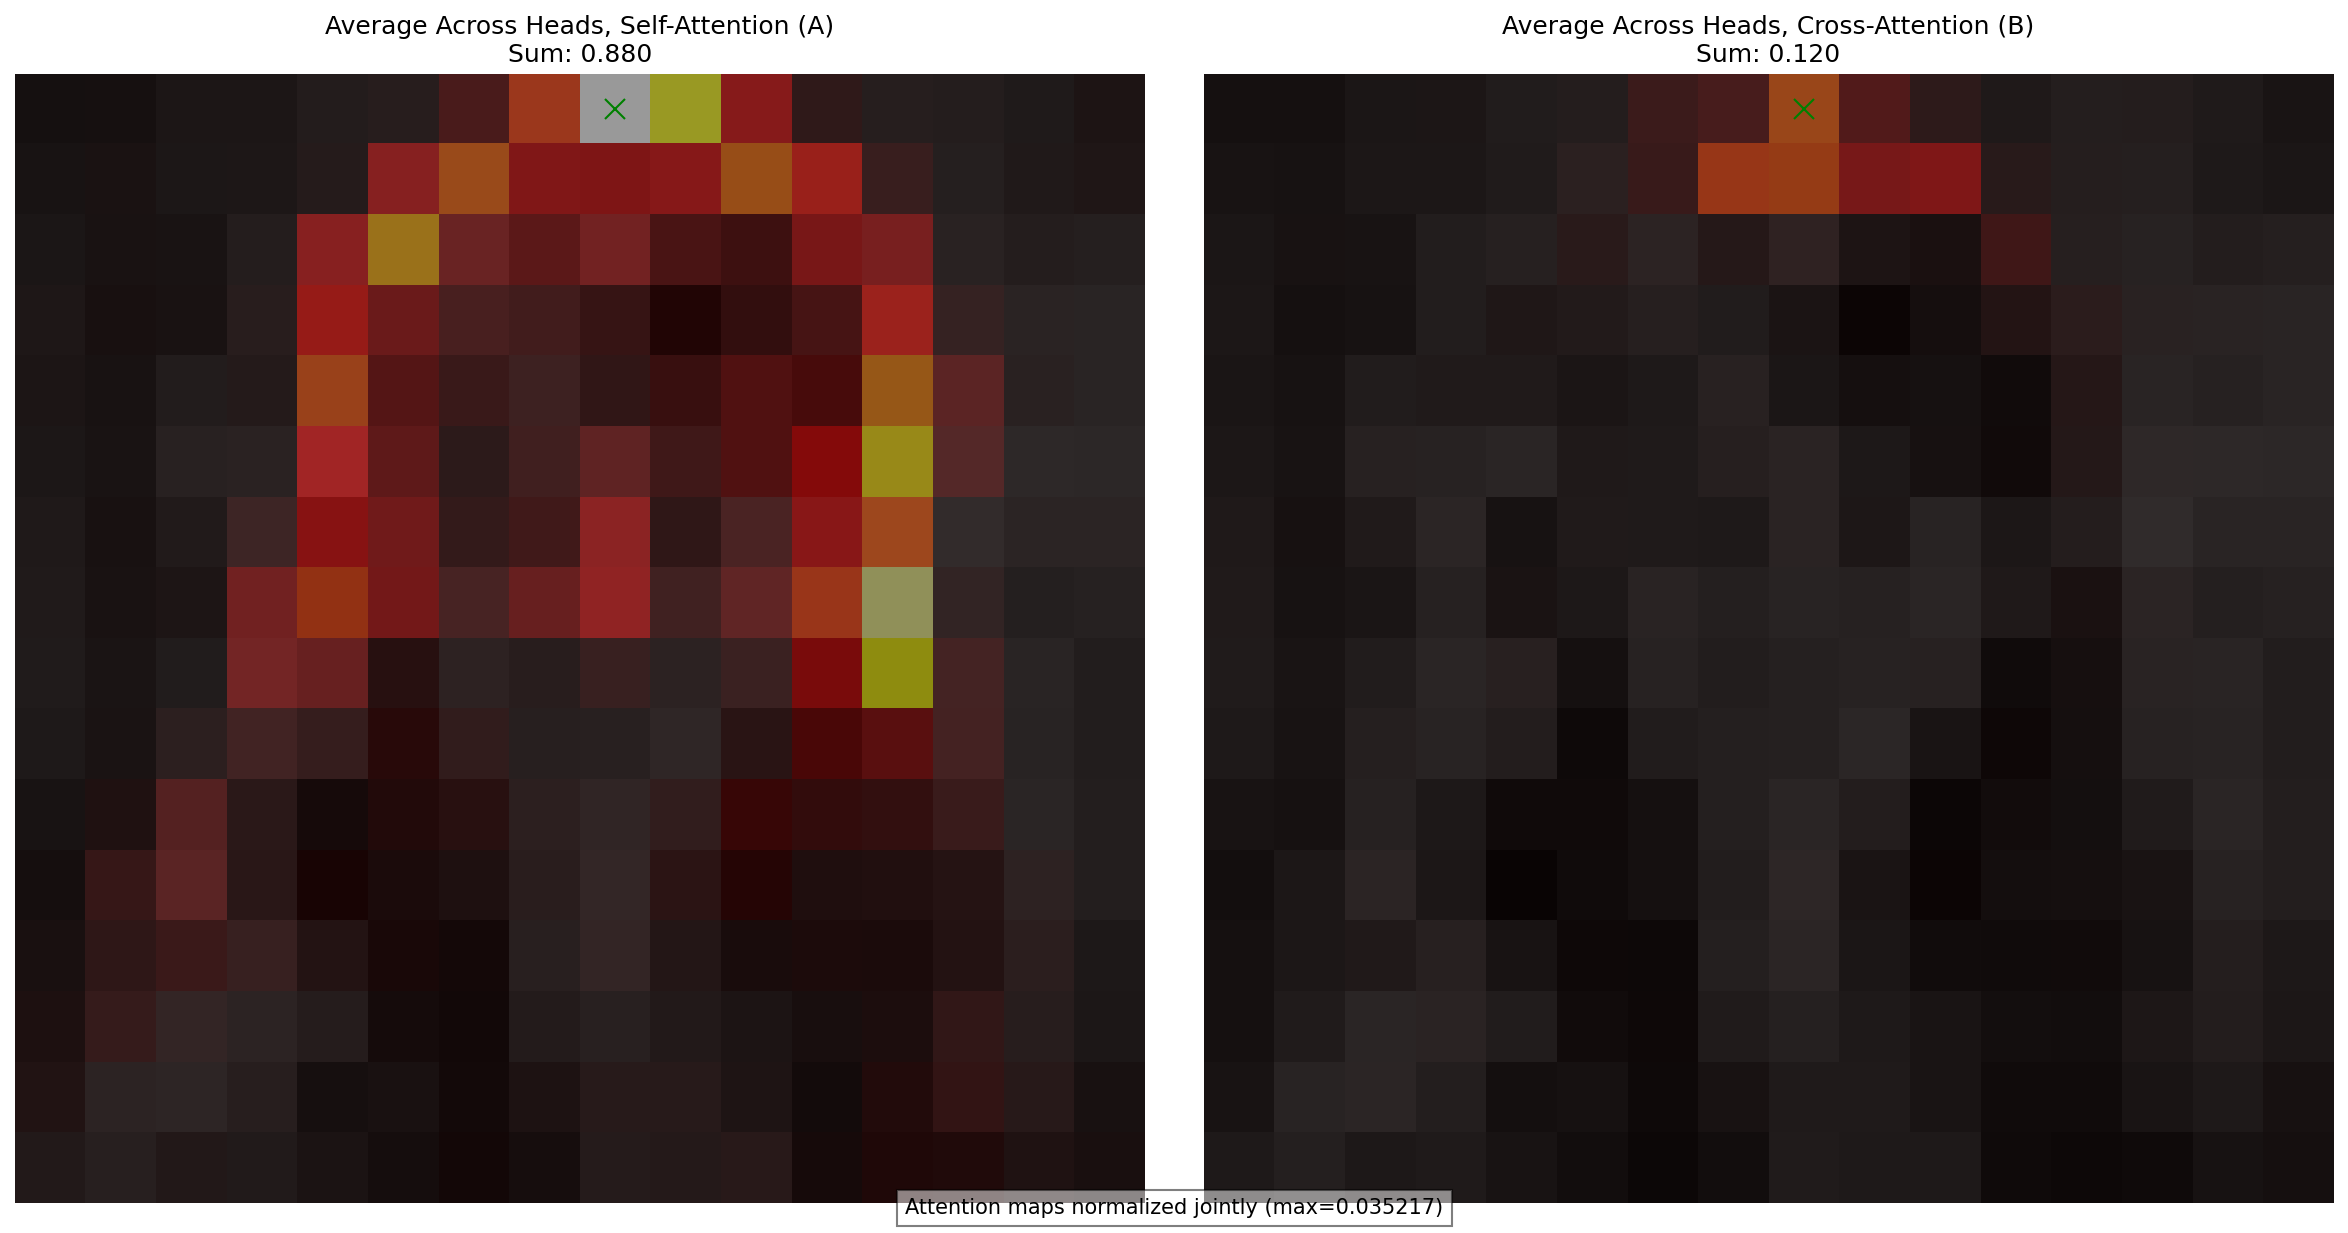 Average Across Heads, Self-Attention (A)
Sum: 0.880
Average Across Heads, Cross-Attention (B)
Sum: 0.120
Attention maps normalized jointly (max=0.035217)